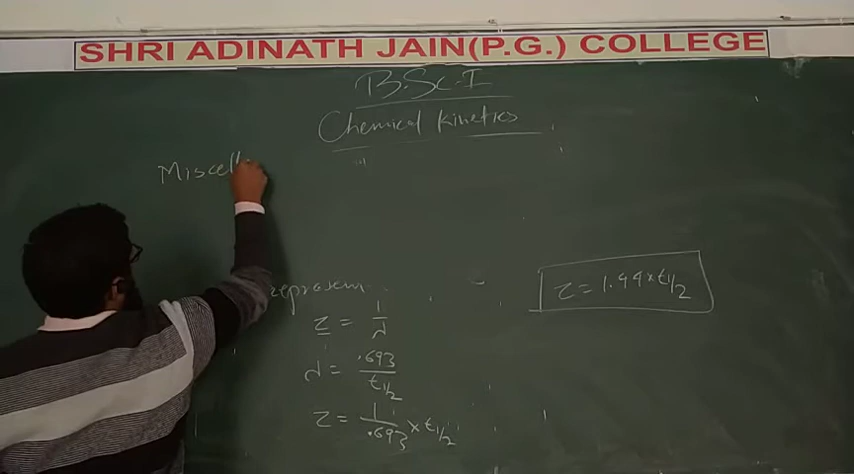 SHRI ADINATH JAIN(P.G.) COLLEGE
B.Sc-I
Chemical Kinetics
Miscell
represen
τ = 1/λ
λ = .693/t1/2
τ = 1/.693 × t1/2
τ = 1.44 × t1/2